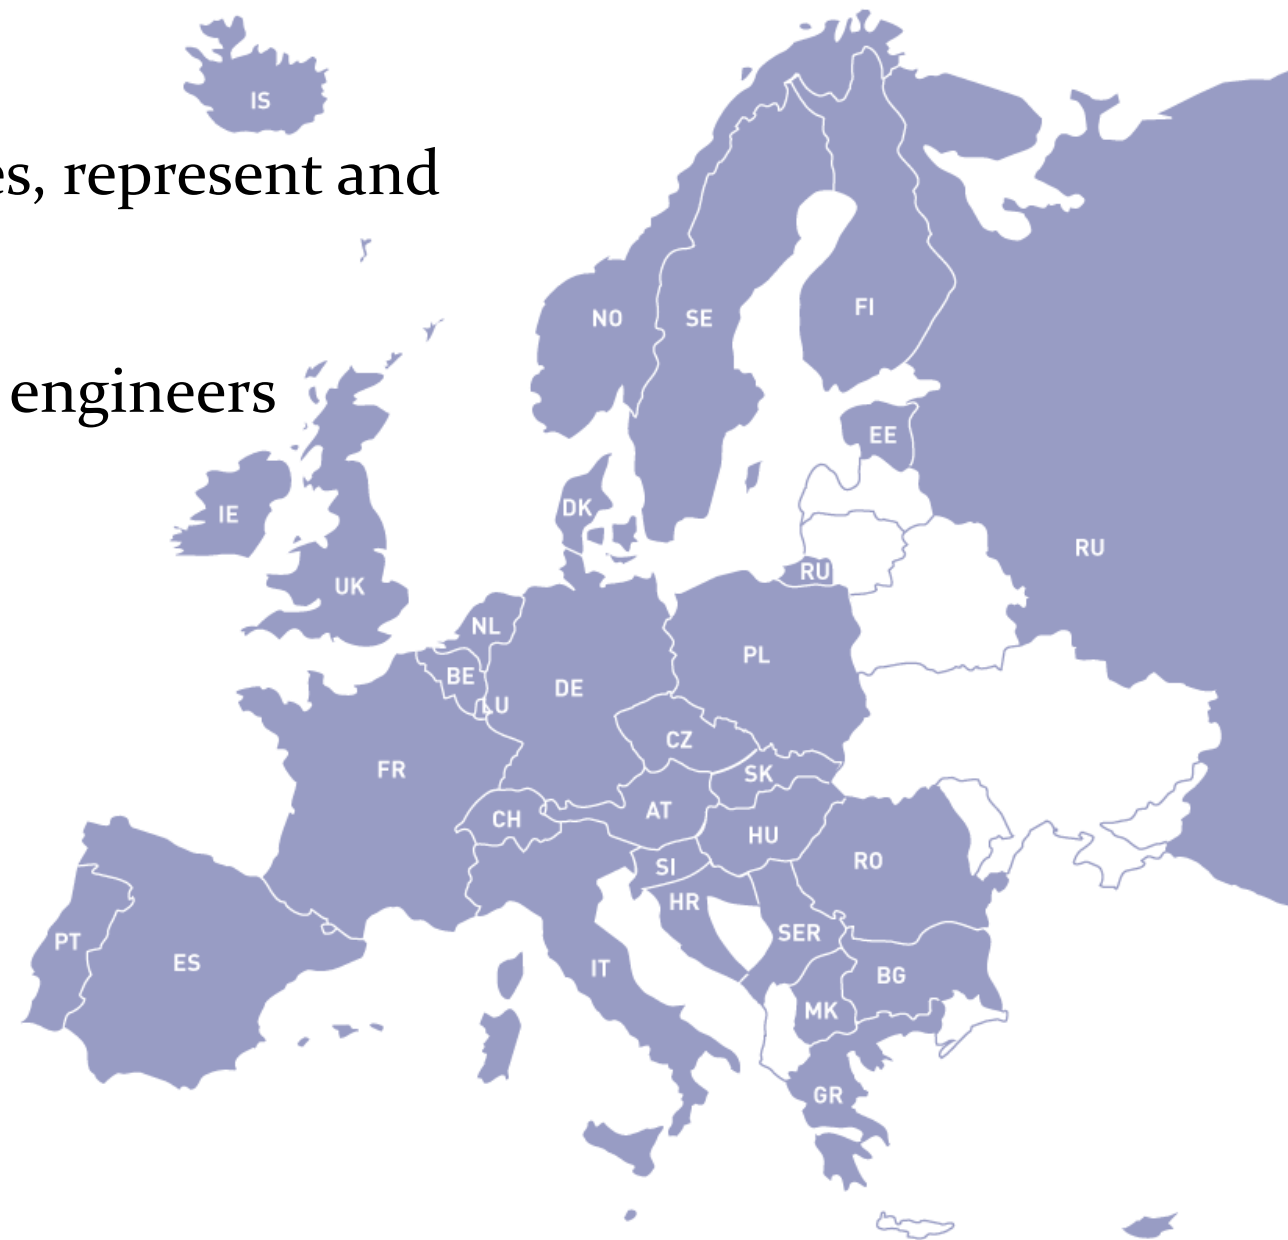 IS
es, represent and
NO
SE
FI
engineers
EE
DK
IE
RU
RU
UK
NL
PL
BE
DE
LU
CZ
FR
SK
AT
CH
HU
RO
SI
HR
SER
PT
ES
IT
BG
MK
GR